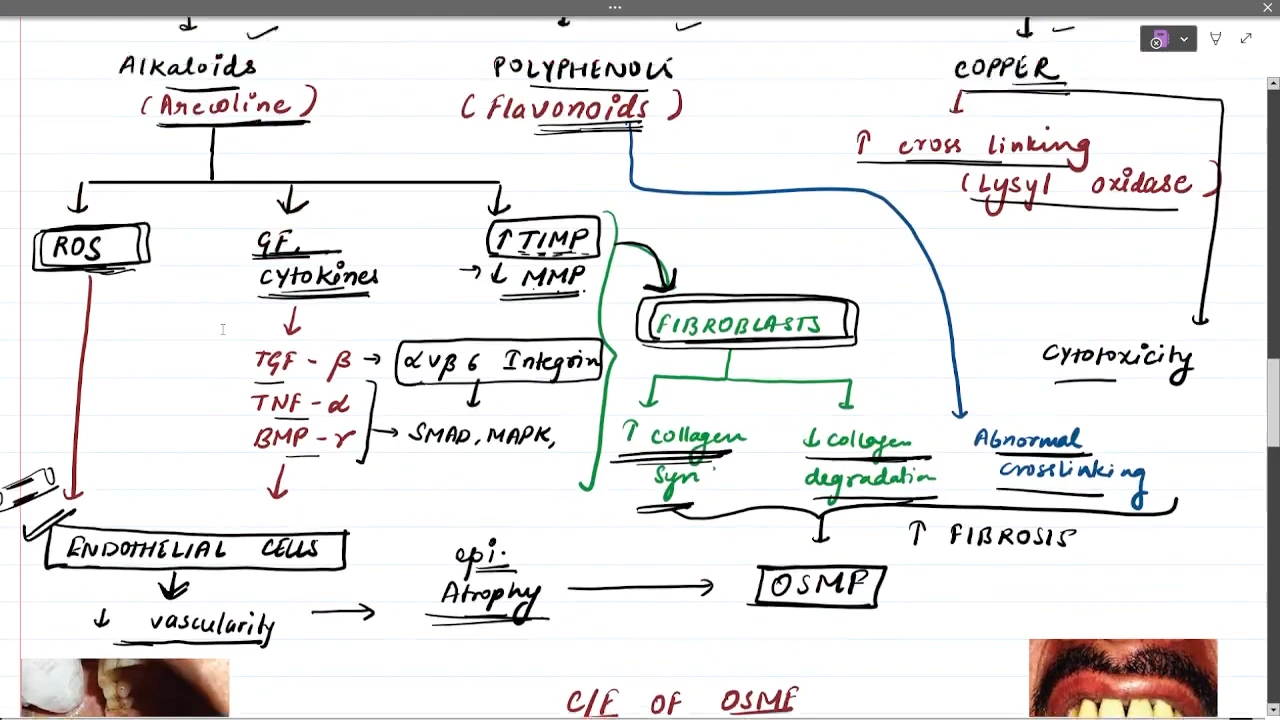 Alkaloids
(Arecoline)
POLYPHENOLS
(Flavonoids)
COPPER
↑ cross linking
(Lysyl oxidase)
ROS
GF,
cytokines
↑ TIMP
→ ↓ MMP
FIBROBLASTS
Cytotoxicity
TGF - β → αvβ6 Integrin
TNF - α
BMP - r → SMAD, MAPK,
↑ collagen
syn.
↓ collagen
degradation
Abnormal
crosslinking
↑ FIBROSIS
ENDOTHELIAL CELLS
↓ vascularity
epi.
Atrophy
OSMF
C/F OF OSMF